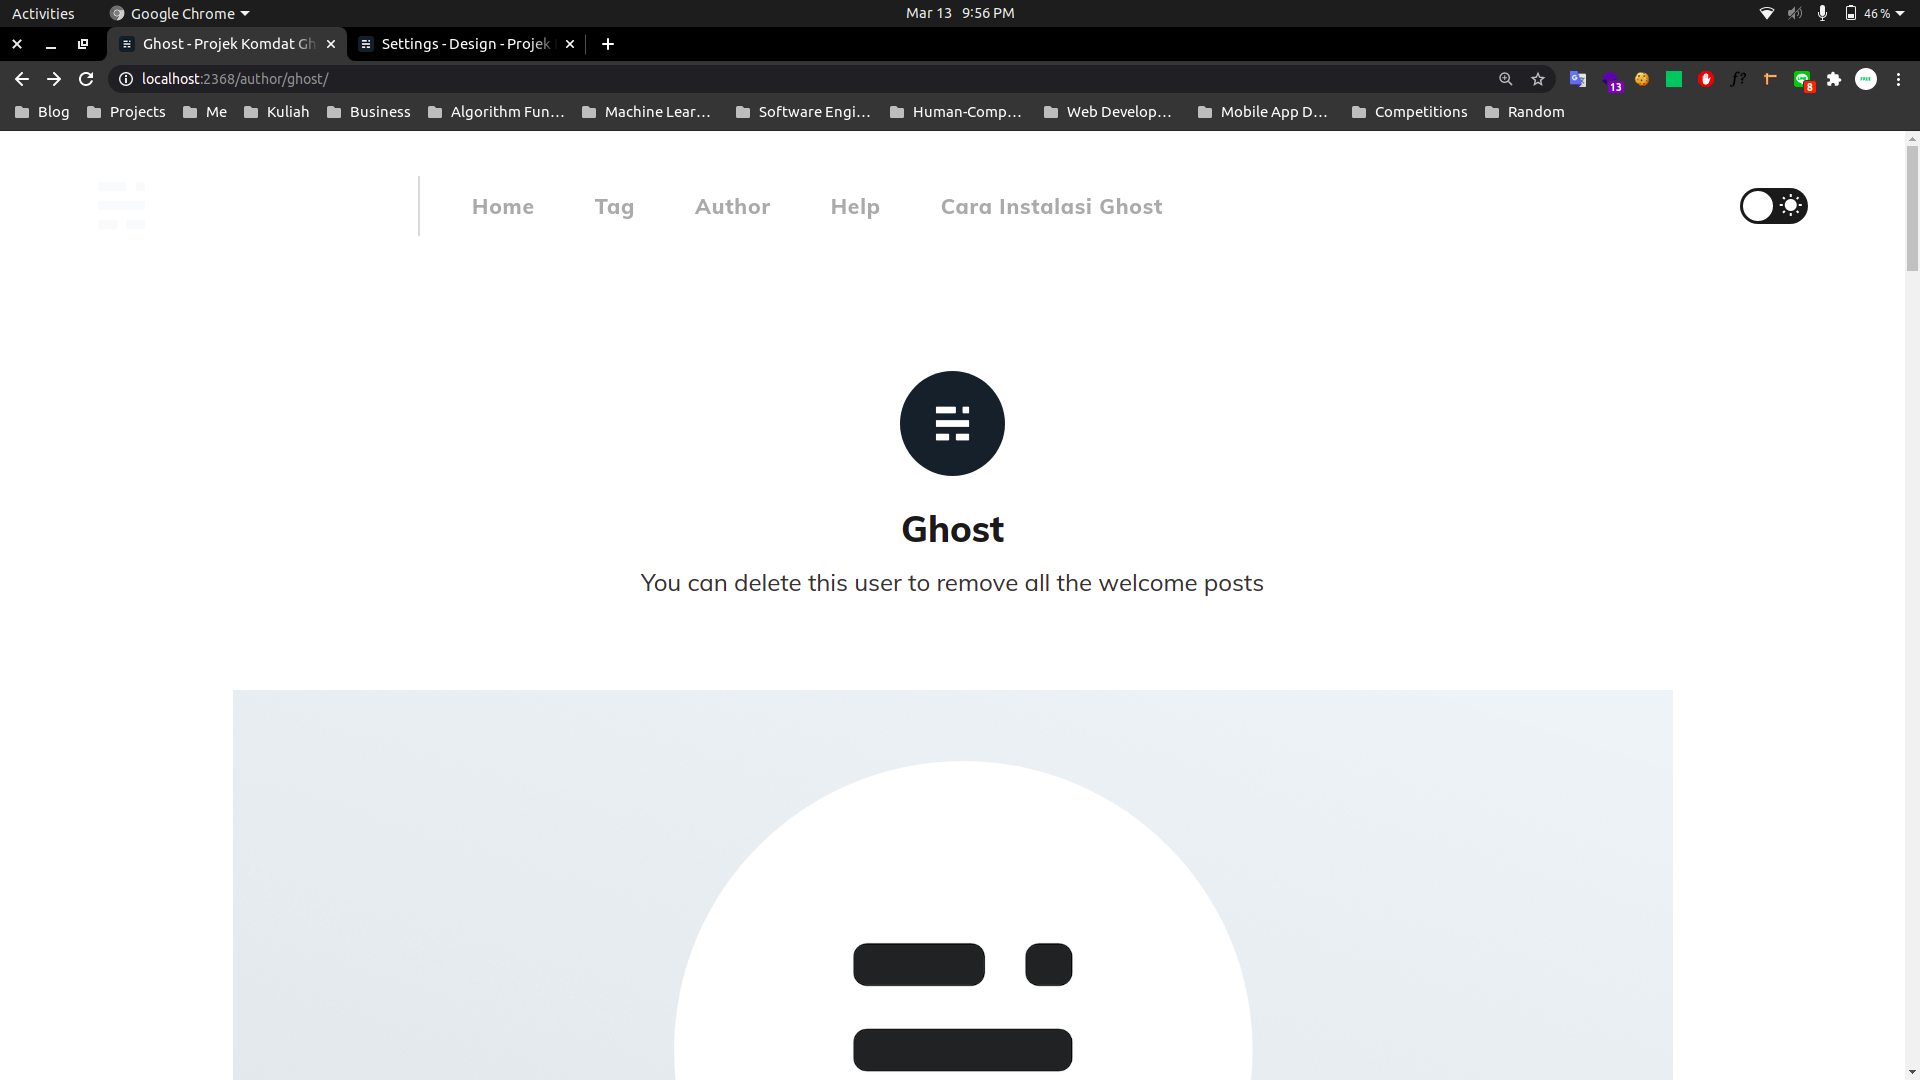 Activities
Google Chrome
Mar 13 9:56 PM
46 %
Ghost - Projek Komdat Gh
Settings - Design - Projek
localhost:2368/author/ghost/
13
FREE
8
Blog
Projects
Me
Kuliah
Business
Algorithm Fun...
Machine Lear...
Software Engi...
Human-Comp...
Web Develop...
Mobile App D...
Competitions
Random
Home
Tag
Author
Help
Cara Instalasi Ghost
Ghost
You can delete this user to remove all the welcome posts